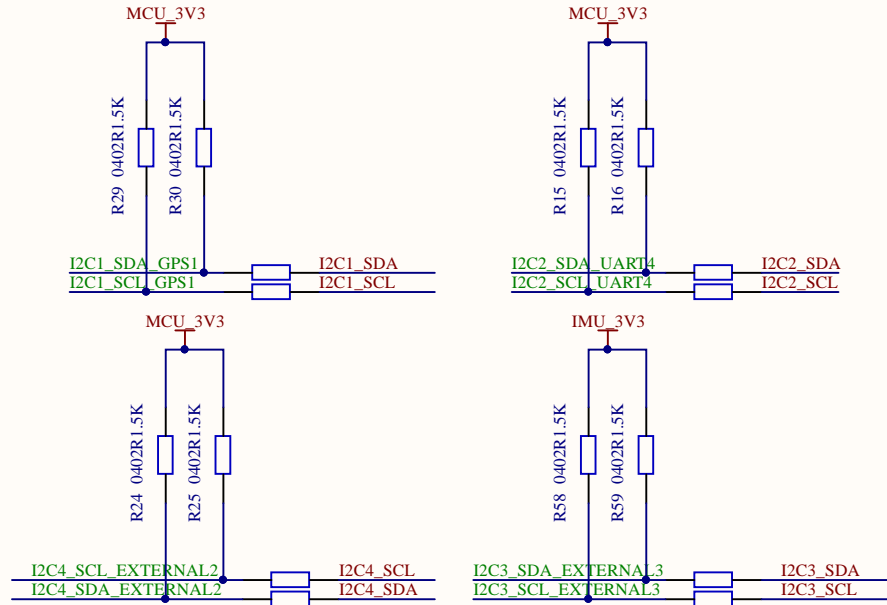 MCU_3V3
R29 0402R1.5K
R30 0402R1.5K
I2C1_SDA_GPS1
I2C1_SDA
I2C1_SCL_GPS1
I2C1_SCL
MCU_3V3
R15 0402R1.5K
R16 0402R1.5K
I2C2_SDA_UART4
I2C2_SDA
I2C2_SCL_UART4
I2C2_SCL
MCU_3V3
R24 0402R1.5K
R25 0402R1.5K
I2C4_SCL_EXTERNAL2
I2C4_SCL
I2C4_SDA_EXTERNAL2
I2C4_SDA
IMU_3V3
R58 0402R1.5K
R59 0402R1.5K
I2C3_SDA_EXTERNAL3
I2C3_SDA
I2C3_SCL_EXTERNAL3
I2C3_SCL